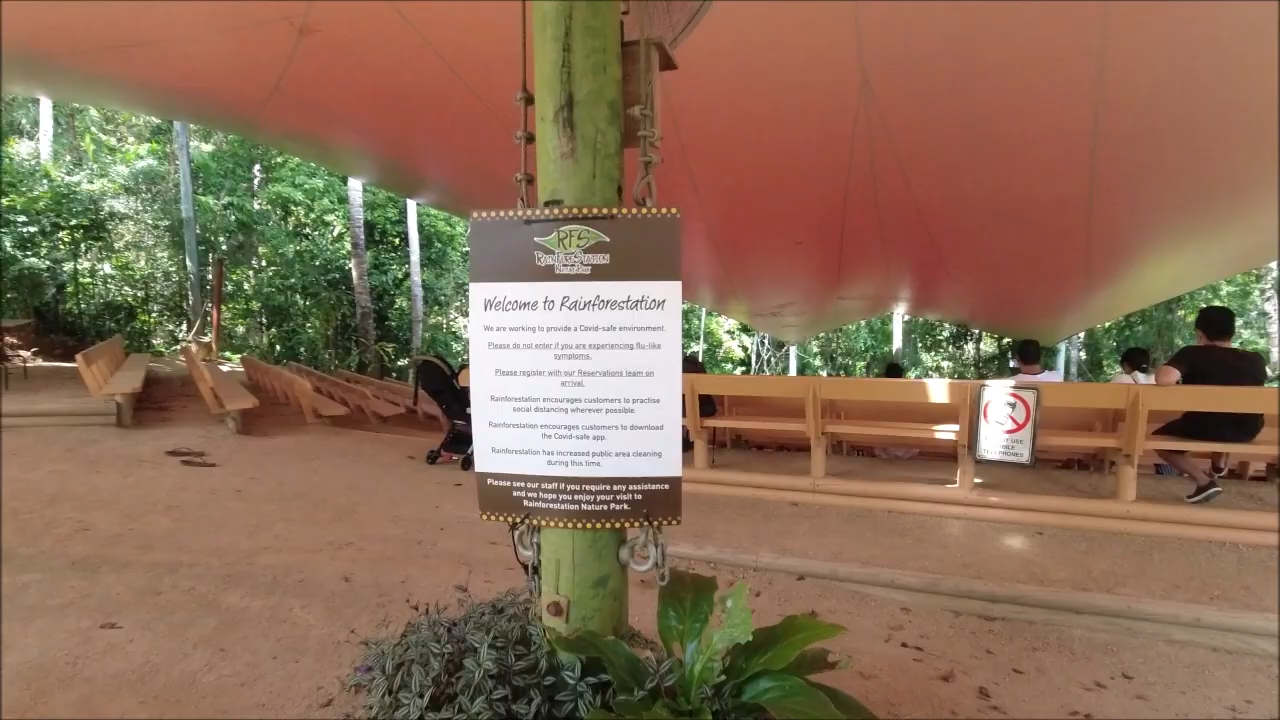 RFS
RAINFORESTATION
NATURE PARK
Welcome to Rainforestation
We are working to provide a Covid-safe environment.
Please do not enter if you are experiencing flu-like
symptoms.
Please register with our Reservations team on
arrival.
Rainforestation encourages customers to practise
social distancing wherever possible.
Rainforestation encourages customers to download
the Covid-safe app.
Rainforestation has increased public area cleaning
during this time.
Please see our staff if you require any assistance
and we hope you enjoy your visit to
Rainforestation Nature Park.
USE
TELEPHONES